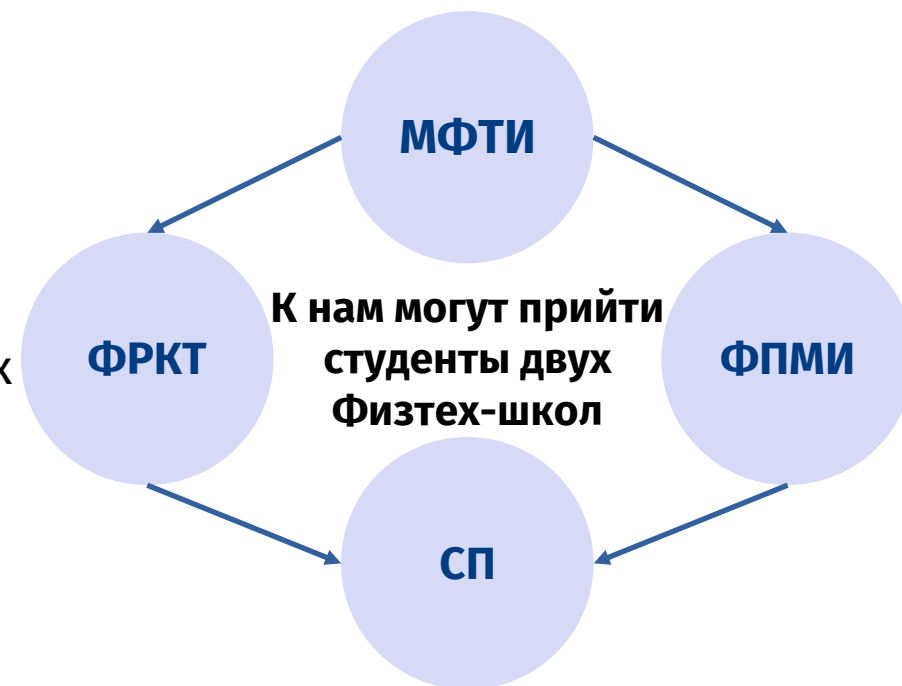 МФТИ
К нам могут прийти
студенты двух
Физтех-школ
х
ФРКТ
ФПМИ
СП